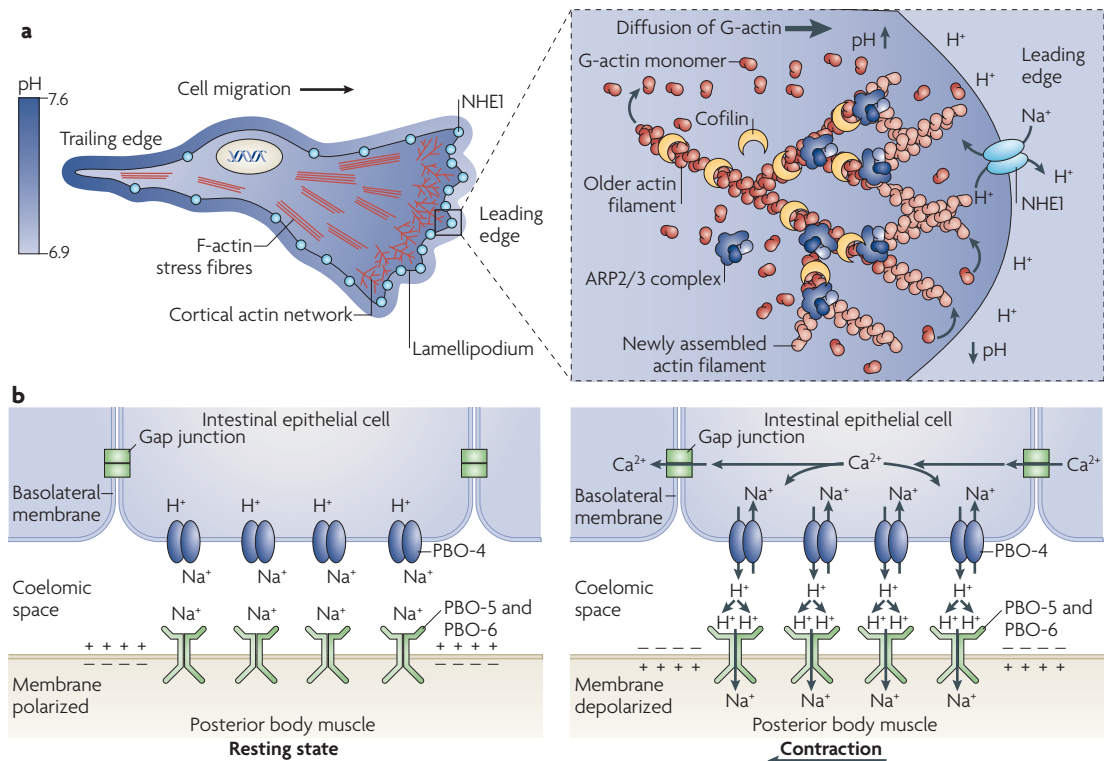 a
pH
7.6
6.9
Cell migration
NHE1
Trailing edge
Leading
edge
F-actin
stress fibres
Cortical actin network
Lamellipodium
Diffusion of G-actin
pH
H⁺
G-actin monomer
H⁺
Leading
edge
Cofilin
Na⁺
Older actin
filament
H⁺
H⁺
NHE1
ARP2/3 complex
H⁺
H⁺
Newly assembled
actin filament
pH
b
Intestinal epithelial cell
Gap junction
Basolateral
membrane
H⁺ H⁺ H⁺ H⁺
PBO-4
Na⁺ Na⁺ Na⁺ Na⁺
Coelomic
space
Na⁺ Na⁺ Na⁺ Na⁺
PBO-5 and
PBO-6
+ + + + + + + +
– – – – – – – –
Membrane
polarized
Posterior body muscle
Resting state
Intestinal epithelial cell
Gap junction
Ca²⁺ Ca²⁺ Ca²⁺
Basolateral
membrane
Na⁺ Na⁺ Na⁺ Na⁺
PBO-4
Coelomic
space
H⁺ H⁺ H⁺ H⁺
H⁺ H⁺ H⁺ H⁺ H⁺ H⁺ H⁺ H⁺
PBO-5 and
PBO-6
– – – – – – – –
+ + + + + + + +
Membrane
depolarized
Na⁺ Na⁺ Na⁺ Na⁺
Posterior body muscle
Contraction